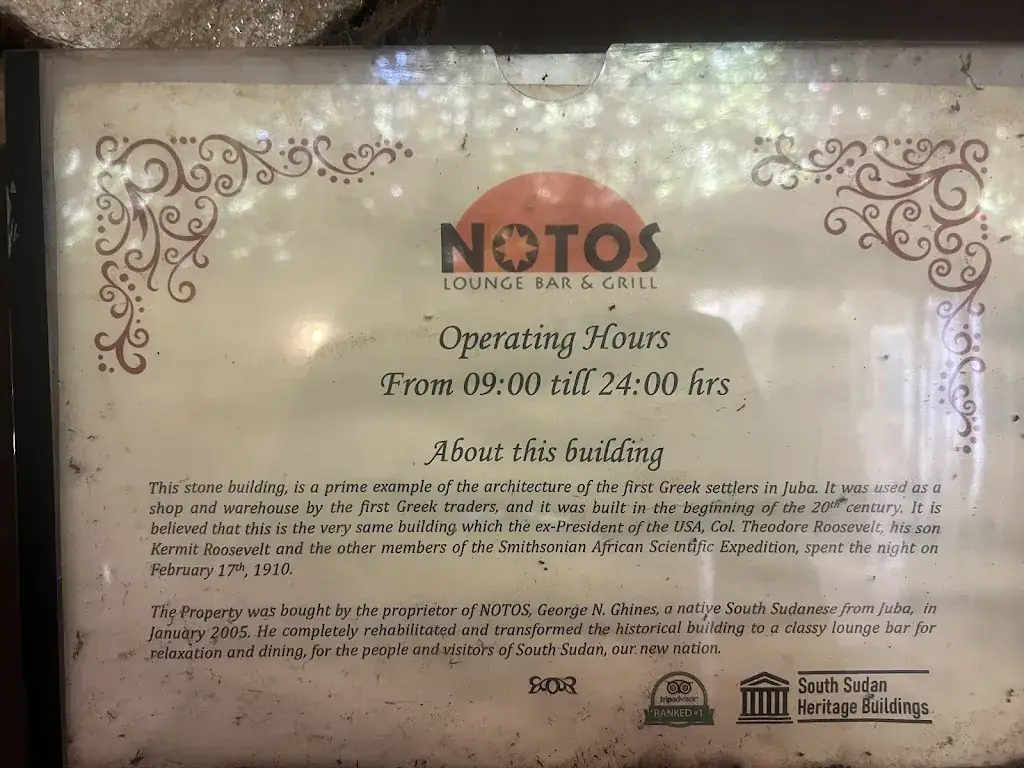 NOTOS
LOUNGE BAR & GRILL
Operating Hours
From 09:00 till 24:00 hrs
About this building
This stone building, is a prime example of the architecture of the first Greek settlers in Juba. It was used as a
shop and warehouse by the first Greek traders, and it was built in the beginning of the 20th century. It is
believed that this is the very same building which the ex-President of the USA, Col. Theodore Roosevelt, his son
Kermit Roosevelt and the other members of the Smithsonian African Scientific Expedition, spent the night on
February 17th, 1910.
The Property was bought by the proprietor of NOTOS, George N. Ghines, a native South Sudanese from Juba, in
January 2005. He completely rehabilitated and transformed the historical building to a classy lounge bar for
relaxation and dining, for the people and visitors of South Sudan, our new nation.
tripadvisor
RANKED #1
South Sudan
Heritage Buildings